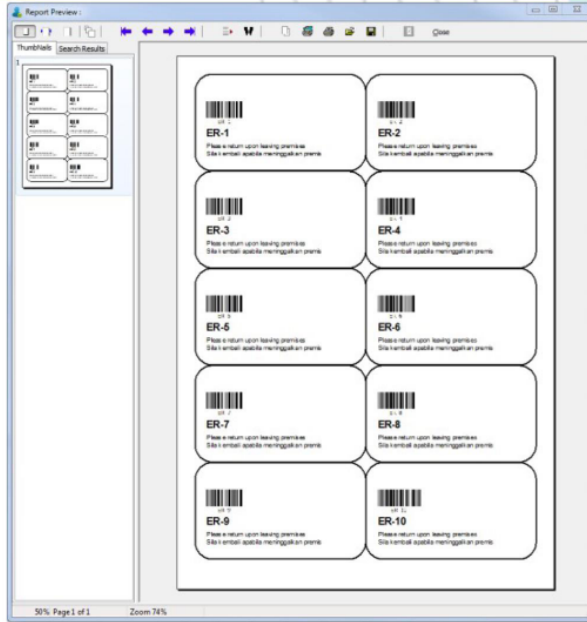 Report Preview :
Close
ThumbNails Search Results
1
ER-1
Please return upon leaving premises
Sila kembali apabila meninggalkan premis
ER-2
Please return upon leaving premises
Sila kembali apabila meninggalkan premis
ER-3
Please return upon leaving premises
Sila kembali apabila meninggalkan premis
ER-4
Please return upon leaving premises
Sila kembali apabila meninggalkan premis
ER-5
Please return upon leaving premises
Sila kembali apabila meninggalkan premis
ER-6
Please return upon leaving premises
Sila kembali apabila meninggalkan premis
ER-7
Please return upon leaving premises
Sila kembali apabila meninggalkan premis
ER-8
Please return upon leaving premises
Sila kembali apabila meninggalkan premis
ER-9
Please return upon leaving premises
Sila kembali apabila meninggalkan premis
ER-10
Please return upon leaving premises
Sila kembali apabila meninggalkan premis
50% Page 1 of 1 Zoom 74%